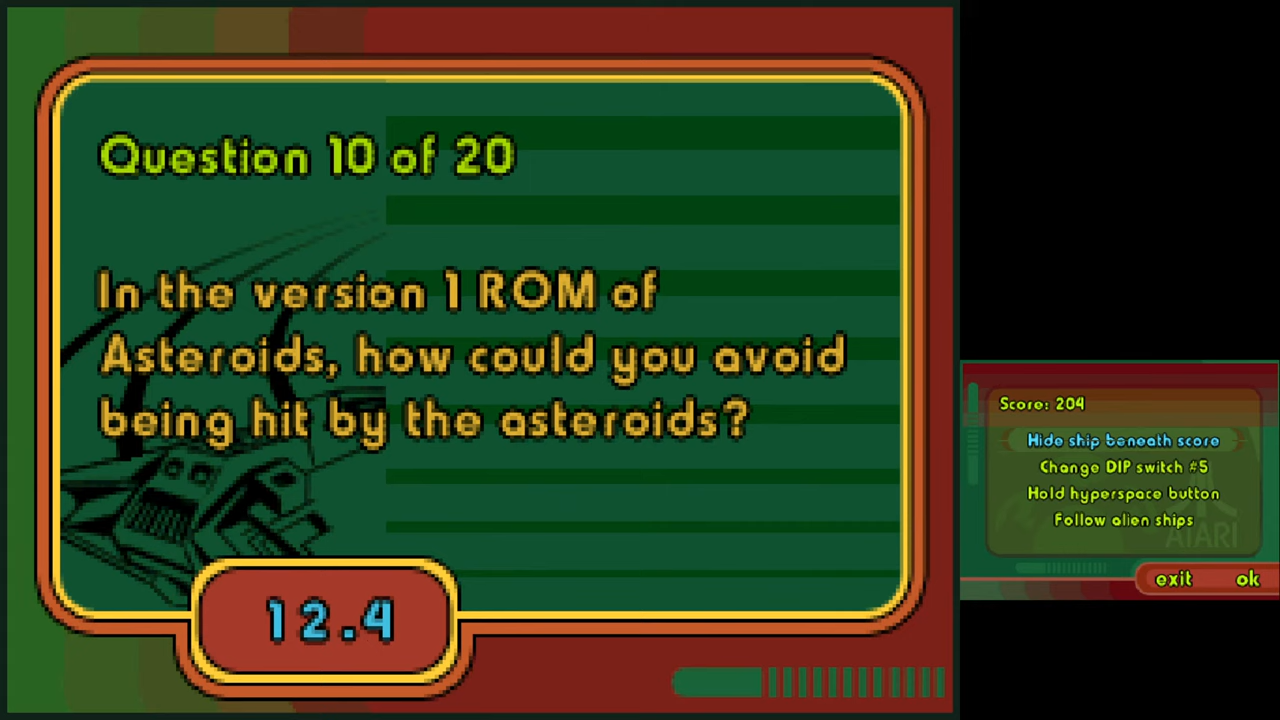 Question 10 of 20
In the version 1 ROM of
Asteroids, how could you avoid
being hit by the asteroids?
12.4
Score: 204
Hide ship beneath score
Change DIP switch #5
Hold hyperspace button
Follow alien ships
ATARI
exit ok